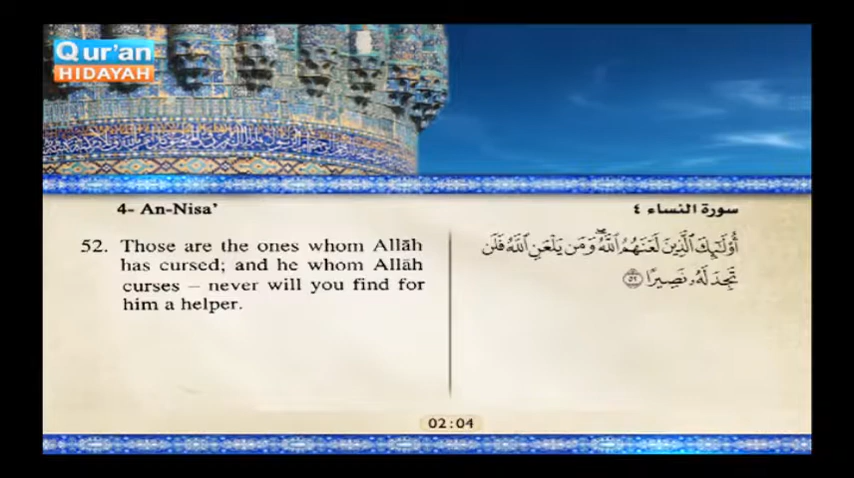 Qur'an
HIDAYAH
4- An-Nisa'
سورة النساء ٤
52. Those are the ones whom Allāh
has cursed; and he whom Allāh
curses – never will you find for
him a helper.
أُو۟لَـٰٓئِكَ ٱلَّذِينَ لَعَنَهُمُ ٱللَّهُ ۖ وَمَن يَلْعَنِ ٱللَّهُ فَلَن
تَجِدَ لَهُۥ نَصِيرًا ٥٢
02:04